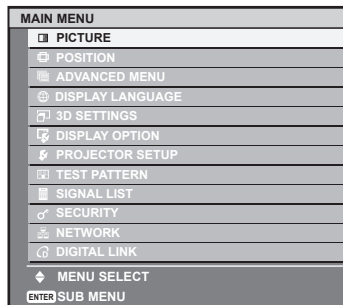 MAIN MENU
PICTURE
POSITION
ADVANCED MENU
DISPLAY LANGUAGE
3D SETTINGS
DISPLAY OPTION
PROJECTOR SETUP
TEST PATTERN
SIGNAL LIST
SECURITY
NETWORK
DIGITAL LINK
MENU SELECT
ENTER SUB MENU